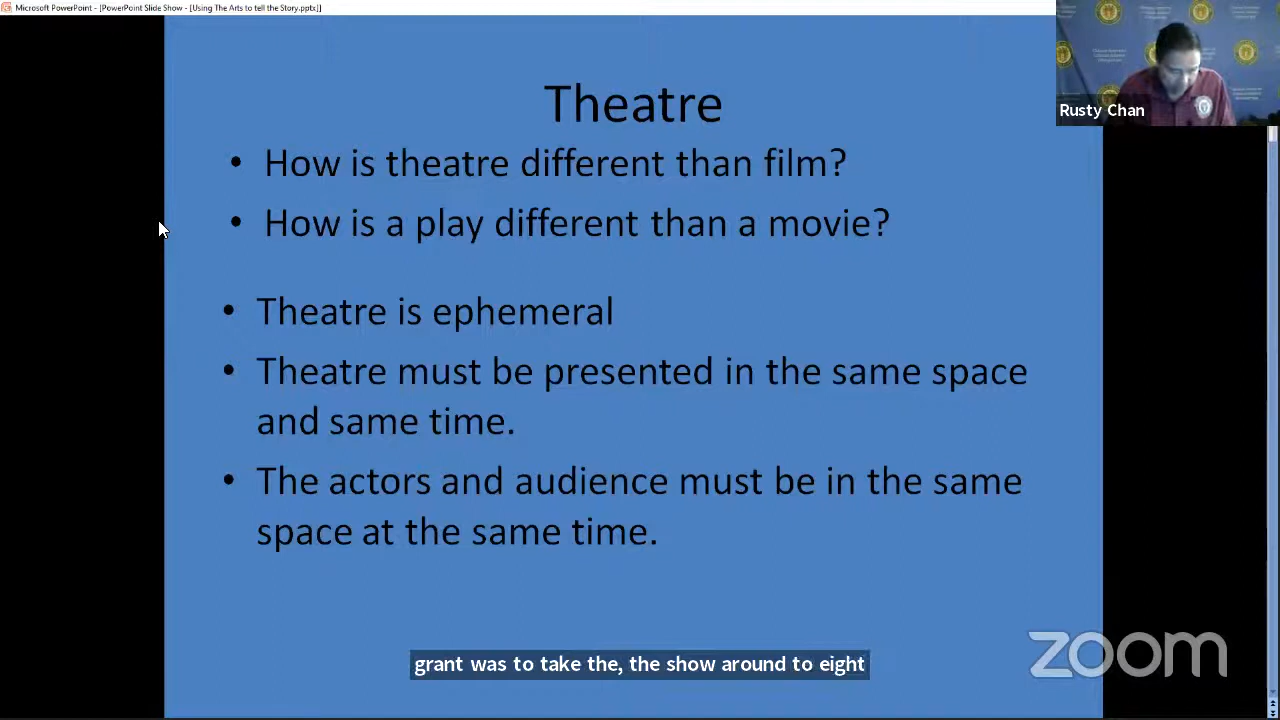 Microsoft PowerPoint - [PowerPoint Slide Show - [Using The Arts to tell the Story.pptx]]
Rusty Chan
Theatre
• How is theatre different than film?
• How is a play different than a movie?
• Theatre is ephemeral
• Theatre must be presented in the same space
and same time.
• The actors and audience must be in the same
space at the same time.
grant was to take the, the show around to eight
zoom